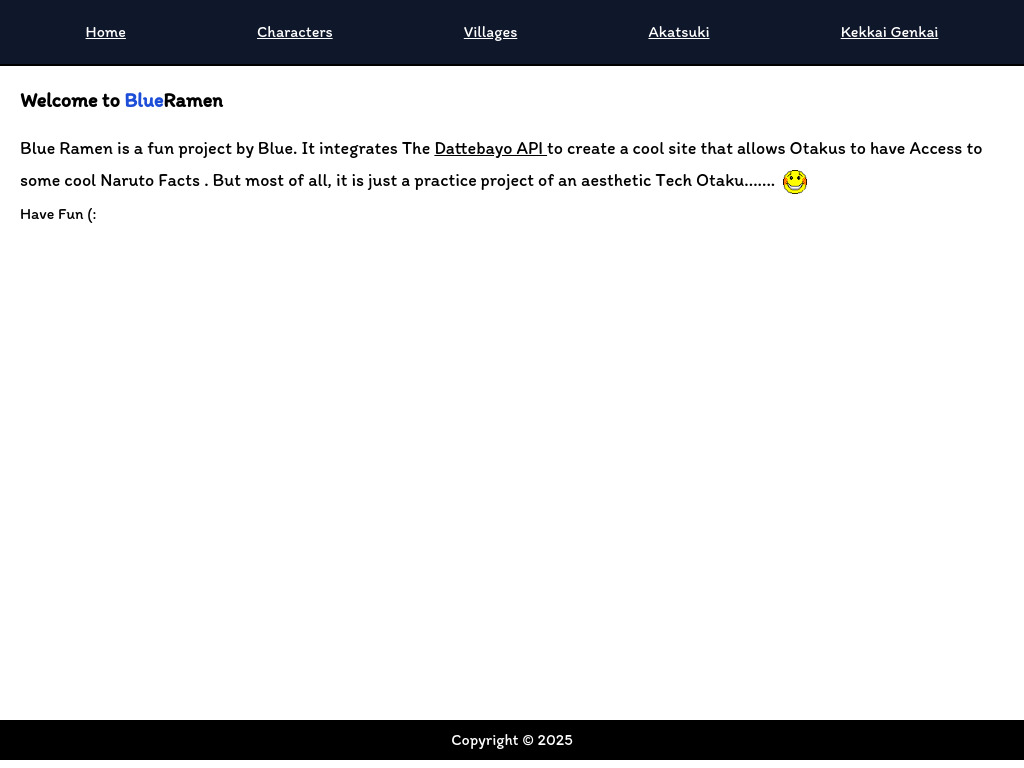 Home Characters Villages Akatsuki Kekkai Genkai
Welcome to BlueRamen
Blue Ramen is a fun project by Blue. It integrates The Dattebayo API to create a cool site that allows Otakus to have Access to
some cool Naruto Facts . But most of all, it is just a practice project of an aesthetic Tech Otaku.......
Have Fun (:
Copyright © 2025